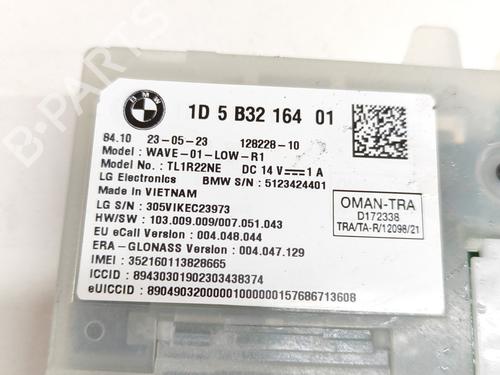 B-PARTS
BMW
1D 5 B32 164 01
84.10 23-05-23 128228-10
Model : WAVE-01-LOW-R1
Model No.: TL1R22NE DC 14 V 1 A
LG Electronics BMW S/N : 5123424401
Made in VIETNAM
LG S/N : 305VIKEC23973
HW/SW : 103.009.009/007.051.043
EU eCall Version : 004.048.044
ERA-GLONASS Version : 004.047.129
IMEI : 352160113828665
ICCID : 89430301902303438374
eUICCID : 89049032000001000000157686713608
OMAN-TRA
D172338
TRA/TA-R/12098/21